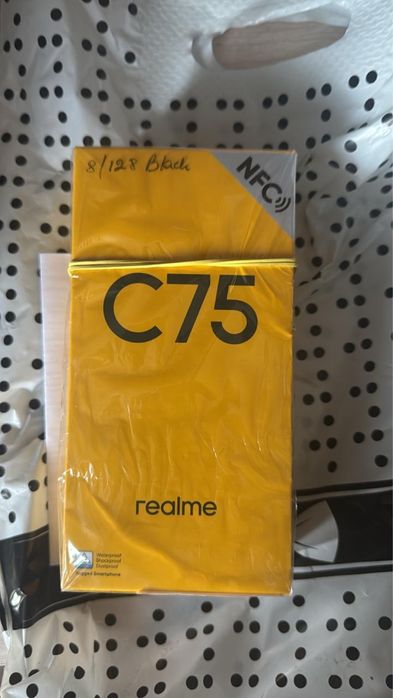 8/128 Black
NFC
C75
realme
Waterproof
Shockproof
Dustproof
Rugged Smartphone